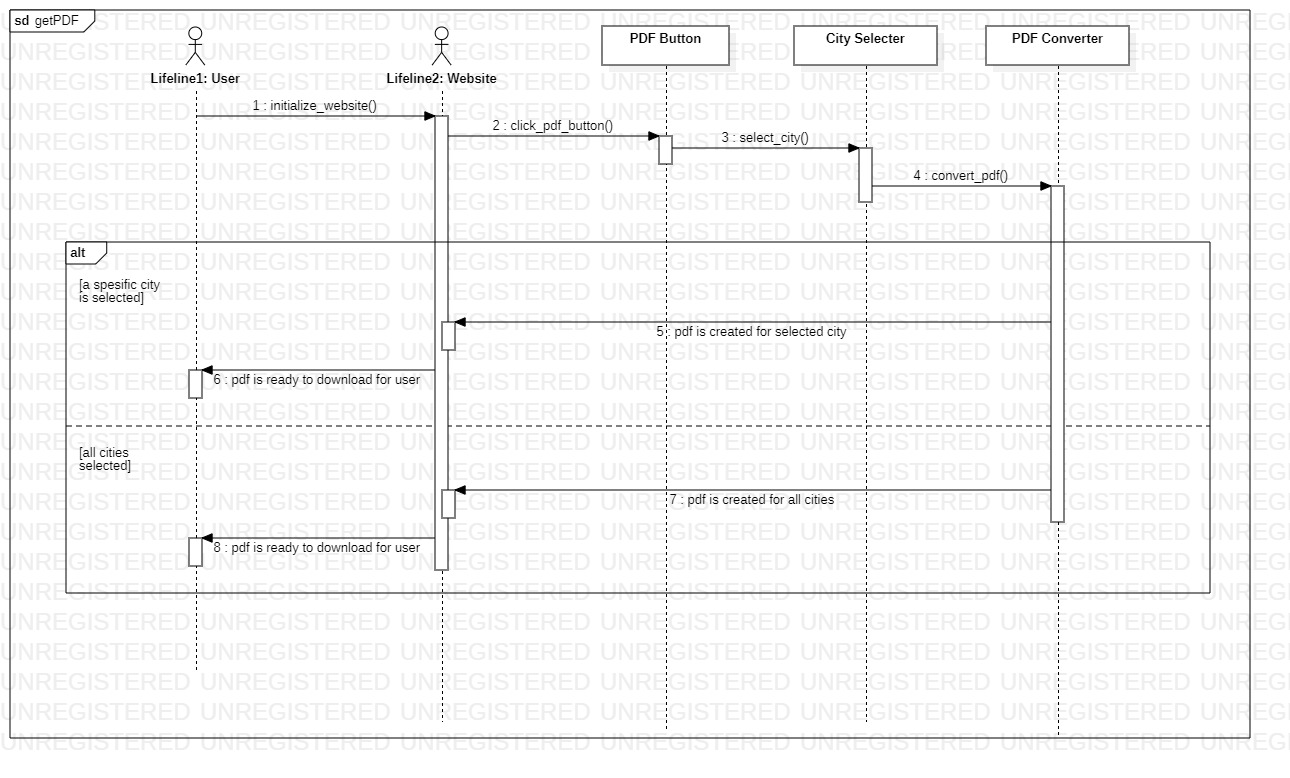 sd getPDF
PDF Button
City Selecter
PDF Converter
Lifeline1: User
Lifeline2: Website
1 : initialize_website()
2 : click_pdf_button()
3 : select_city()
4 : convert_pdf()
alt
[a spesific city
is selected]
5 : pdf is created for selected city
6 : pdf is ready to download for user
[all cities
selected]
7 : pdf is created for all cities
8 : pdf is ready to download for user
UNREGISTERED